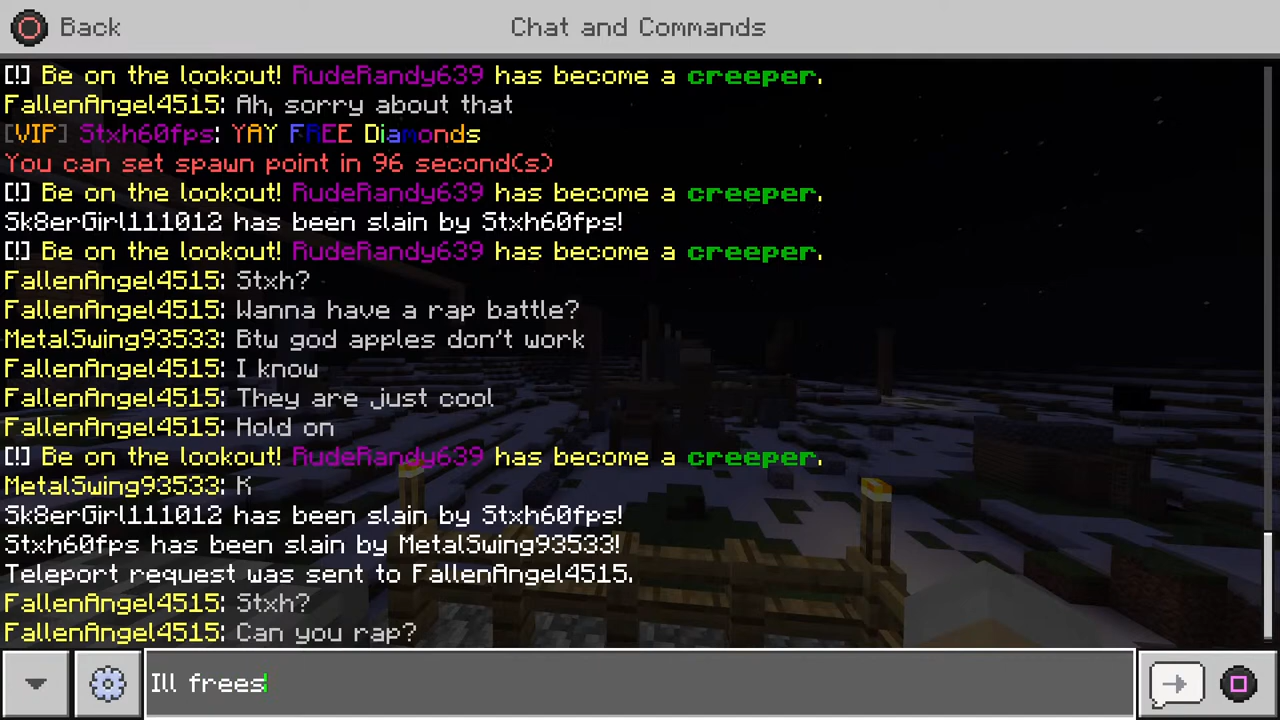 Back
Chat and Commands
[!] Be on the lookout! RudeRandy639 has become a creeper.
FallenAngel4515: Ah, sorry about that
[VIP] Stxh60fps: YAY FREE Diamonds
You can set spawn point in 96 second(s)
[!] Be on the lookout! RudeRandy639 has become a creeper.
Sk8erGirl111012 has been slain by Stxh60fps!
[!] Be on the lookout! RudeRandy639 has become a creeper.
FallenAngel4515: Stxh?
FallenAngel4515: Wanna have a rap battle?
MetalSwing93533: Btw god apples don't work
FallenAngel4515: I know
FallenAngel4515: They are just cool
FallenAngel4515: Hold on
[!] Be on the lookout! RudeRandy639 has become a creeper.
MetalSwing93533: K
Sk8erGirl111012 has been slain by Stxh60fps!
Stxh60fps has been slain by MetalSwing93533!
Teleport request was sent to FallenAngel4515.
FallenAngel4515: Stxh?
FallenAngel4515: Can you rap?
Ill frees